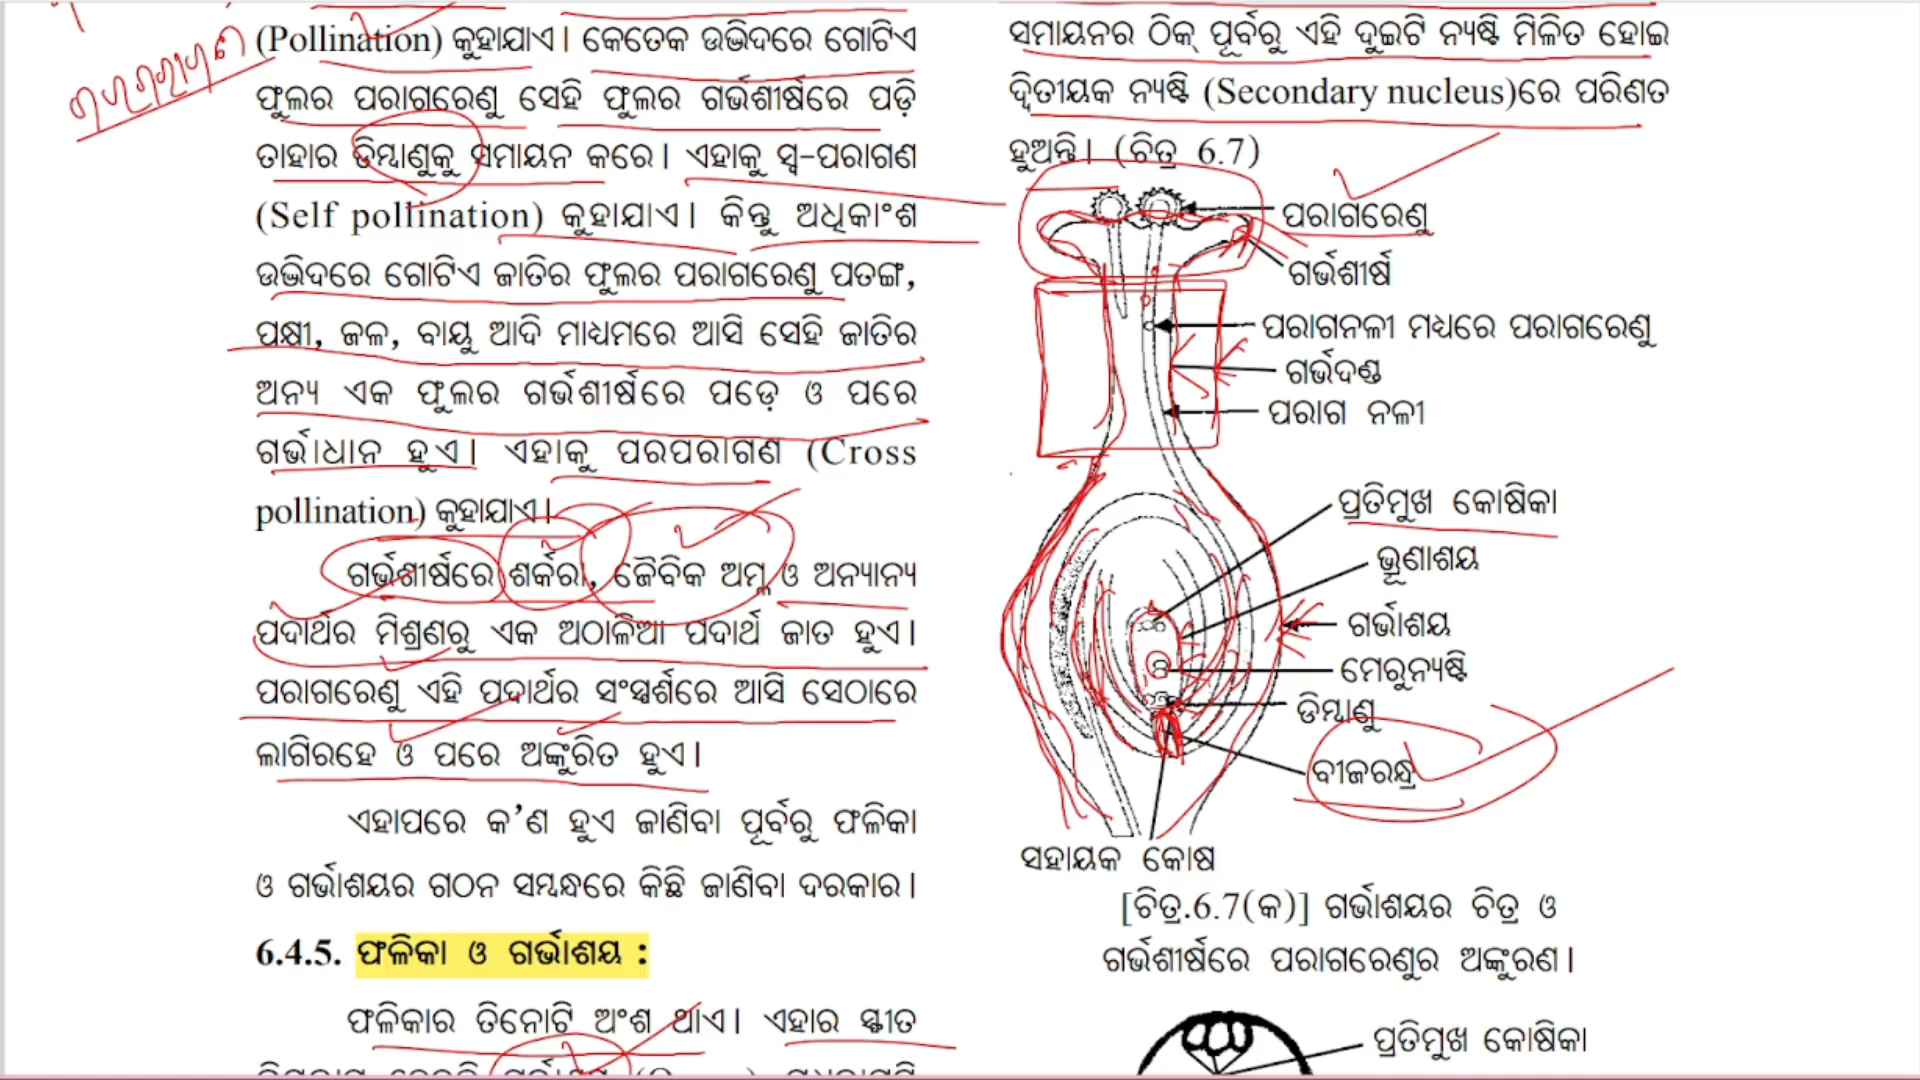 (Pollination) କୁହାଯାଏ। କେତେକ ଉଦ୍ଭିଦରେ ଗୋଟିଏ
ଫୁଲର ପରାଗରେଣୁ ସେହି ଫୁଲର ଗର୍ଭଶୀର୍ଷରେ ପଡ଼ି
ତାହାର ଡିମ୍ବାଣୁକୁ ସମାୟନ କରେ। ଏହାକୁ ସ୍ୱ-ପରାଗଣ
(Self pollination) କୁହାଯାଏ। କିନ୍ତୁ ଅଧିକାଂଶ
ଉଦ୍ଭିଦରେ ଗୋଟିଏ ଜାତିର ଫୁଲର ପରାଗରେଣୁ ପତଙ୍ଗ,
ପକ୍ଷୀ, ଜଳ, ବାୟୁ ଆଦି ମାଧ୍ୟମରେ ଆସି ସେହି ଜାତିର
ଅନ୍ୟ ଏକ ଫୁଲର ଗର୍ଭଶୀର୍ଷରେ ପଡ଼େ ଓ ପରେ
ଗର୍ଭାଧାନ ହୁଏ। ଏହାକୁ ପରପରାଗଣ (Cross
pollination) କୁହାଯାଏ।
ଗର୍ଭଶୀର୍ଷରେ ଶର୍କରା, ଜୈବିକ ଅମ୍ଳ ଓ ଅନ୍ୟାନ୍ୟ
ପଦାର୍ଥର ମିଶ୍ରଣରୁ ଏକ ଅଠାଳିଆ ପଦାର୍ଥ ଜାତ ହୁଏ।
ପରାଗରେଣୁ ଏହି ପଦାର୍ଥର ସଂସ୍ପର୍ଶରେ ଆସି ସେଠାରେ
ଲାଗିରହେ ଓ ପରେ ଅଙ୍କୁରିତ ହୁଏ।
ଏହାପରେ କ'ଣ ହୁଏ ଜାଣିବା ପୂର୍ବରୁ ଫଳିକା
ଓ ଗର୍ଭାଶୟର ଗଠନ ସମ୍ବନ୍ଧରେ କିଛି ଜାଣିବା ଦରକାର।
6.4.5. ଫଳିକା ଓ ଗର୍ଭାଶୟ :
ଫଳିକାର ତିନୋଟି ଅଂଶ ଥାଏ। ଏହାର ସ୍ଫୀତ
ସମାୟନର ଠିକ୍ ପୂର୍ବରୁ ଏହି ଦୁଇଟି ନ୍ୟଷ୍ଟି ମିଳିତ ହୋଇ
ଦ୍ୱିତୀୟକ ନ୍ୟଷ୍ଟି (Secondary nucleus)ରେ ପରିଣତ
ହୁଅନ୍ତି। (ଚିତ୍ର 6.7)
ପରାଗରେଣୁ
ଗର୍ଭଶୀର୍ଷ
ପରାଗନଳୀ ମଧ୍ୟରେ ପରାଗରେଣୁ
ଗର୍ଭଦଣ୍ଡ
ପରାଗ ନଳୀ
ପ୍ରତିମୁଖ କୋଷିକା
ଭ୍ରୂଣାଶୟ
ଗର୍ଭାଶୟ
ମେରୁନ୍ୟଷ୍ଟି
ଡିମ୍ବାଣୁ
ବୀଜରନ୍ଧ୍ର
ସହାୟକ କୋଷ
[ଚିତ୍ର.6.7(କ)] ଗର୍ଭାଶୟର ଚିତ୍ର ଓ
ଗର୍ଭଶୀର୍ଷରେ ପରାଗରେଣୁର ଅଙ୍କୁରଣ।
ପ୍ରତିମୁଖ କୋଷିକା